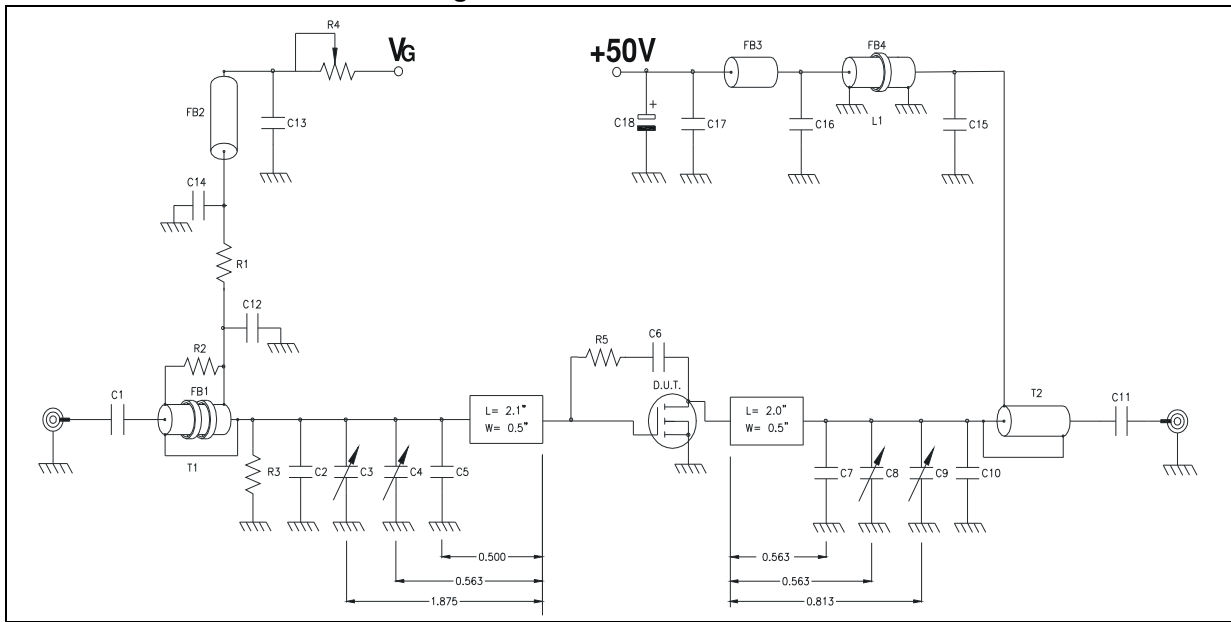 R4
VG
+50V
FB3
FB4
FB2
C13
C18
+
C17
C16
L1
C15
C14
R1
C12
R2
R5
C6
FB1
D.U.T.
T2
C1
C11
L= 2.1"
W= 0.5"
L= 2.0"
W= 0.5"
T1
R3
C2
C3
C4
C5
C7
C8
C9
C10
0.500
0.563
0.563
0.563
1.875
0.813